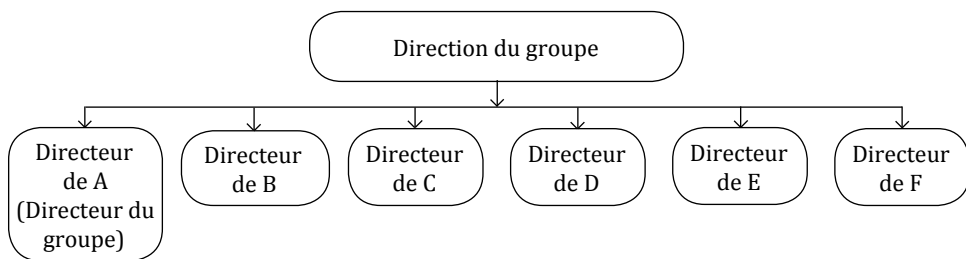 Direction du groupe
Directeur
de A
(Directeur du
groupe)
Directeur
de B
Directeur
de C
Directeur
de D
Directeur
de E
Directeur
de F